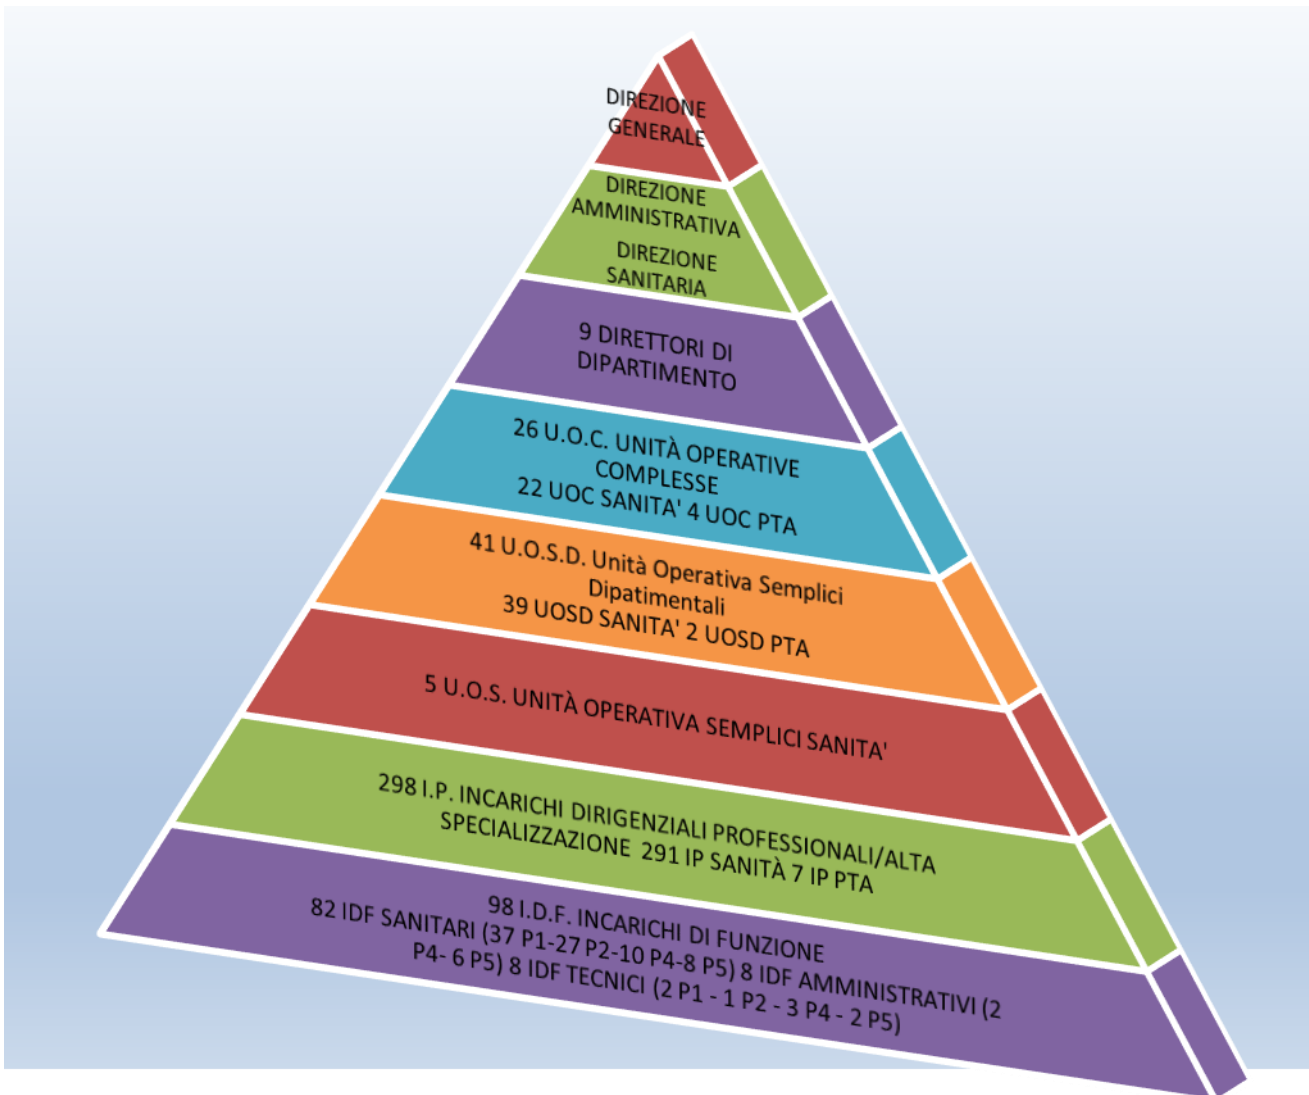 DIREZIONE
GENERALE
DIREZIONE
AMMINISTRATIVA
DIREZIONE
SANITARIA
9 DIRETTORI DI
DIPARTIMENTO
26 U.O.C. UNITÀ OPERATIVE
COMPLESSE
22 UOC SANITA' 4 UOC PTA
41 U.O.S.D. Unità Operativa Semplici
Dipatimentali
39 UOSD SANITA' 2 UOSD PTA
5 U.O.S. UNITÀ OPERATIVA SEMPLICI SANITA'
298 I.P. INCARICHI DIRIGENZIALI PROFESSIONALI/ALTA
SPECIALIZZAZIONE 291 IP SANITÀ 7 IP PTA
98 I.D.F. INCARICHI DI FUNZIONE
82 IDF SANITARI (37 P1-27 P2-10 P4-8 P5) 8 IDF AMMINISTRATIVI (2
P4- 6 P5) 8 IDF TECNICI (2 P1 - 1 P2 - 3 P4 - 2 P5)